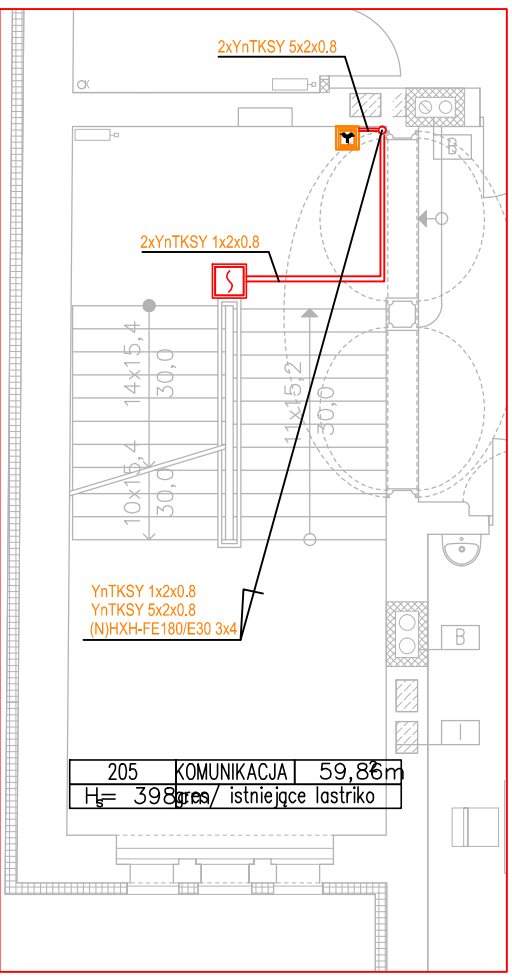 2xYnTKSY 5x2x0.8
B
2xYnTKSY 1x2x0.8
14x15,4
30,0
11x15,2
30,0
10x15,4
30,0
YnTKSY 1x2x0.8
YnTKSY 5x2x0.8
(N)HXH-FE180/E30 3x4
B
I
205 KOMUNIKACJA 59,86m²
Hs= 398cm gres/ istniejące lastriko